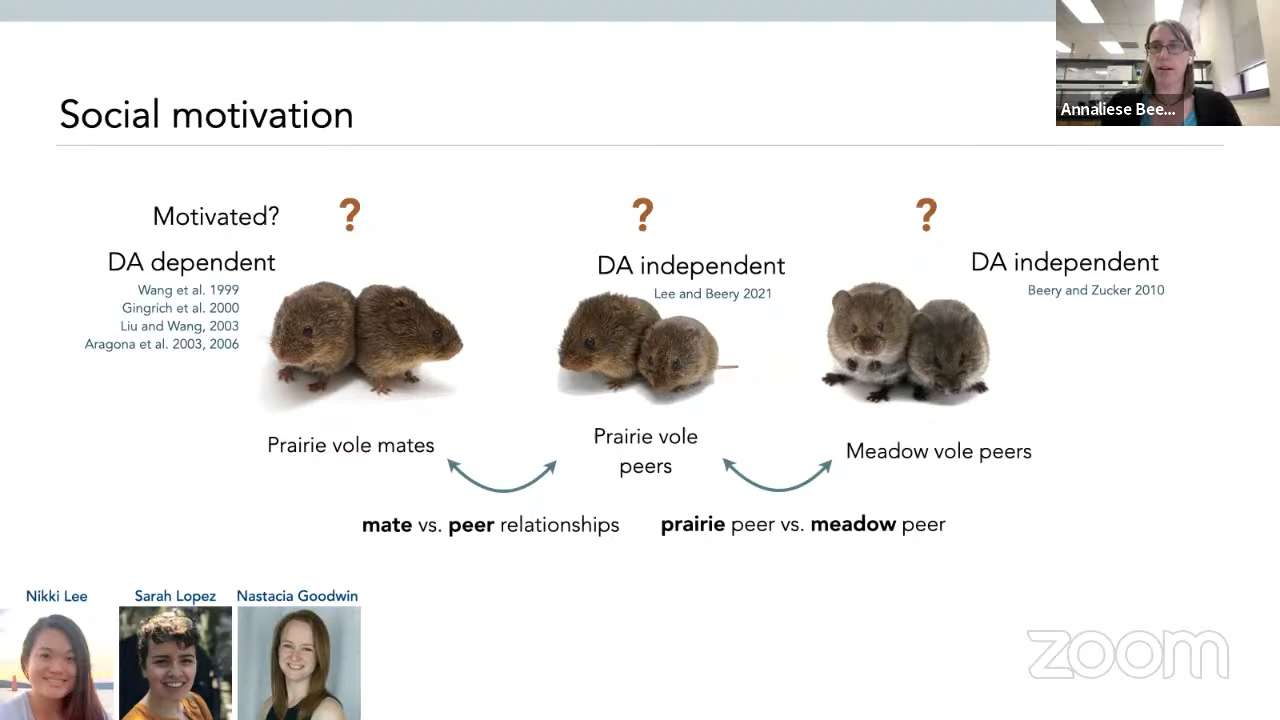 Annaliese Bee...
Social motivation
Motivated?
?
?
?
DA dependent
Wang et al. 1999
Gingrich et al. 2000
Liu and Wang, 2003
Aragona et al. 2003, 2006
DA independent
Lee and Beery 2021
DA independent
Beery and Zucker 2010
Prairie vole mates
Prairie vole
peers
Meadow vole peers
mate vs. peer relationships
prairie peer vs. meadow peer
Nikki Lee
Sarah Lopez
Nastacia Goodwin
zoom